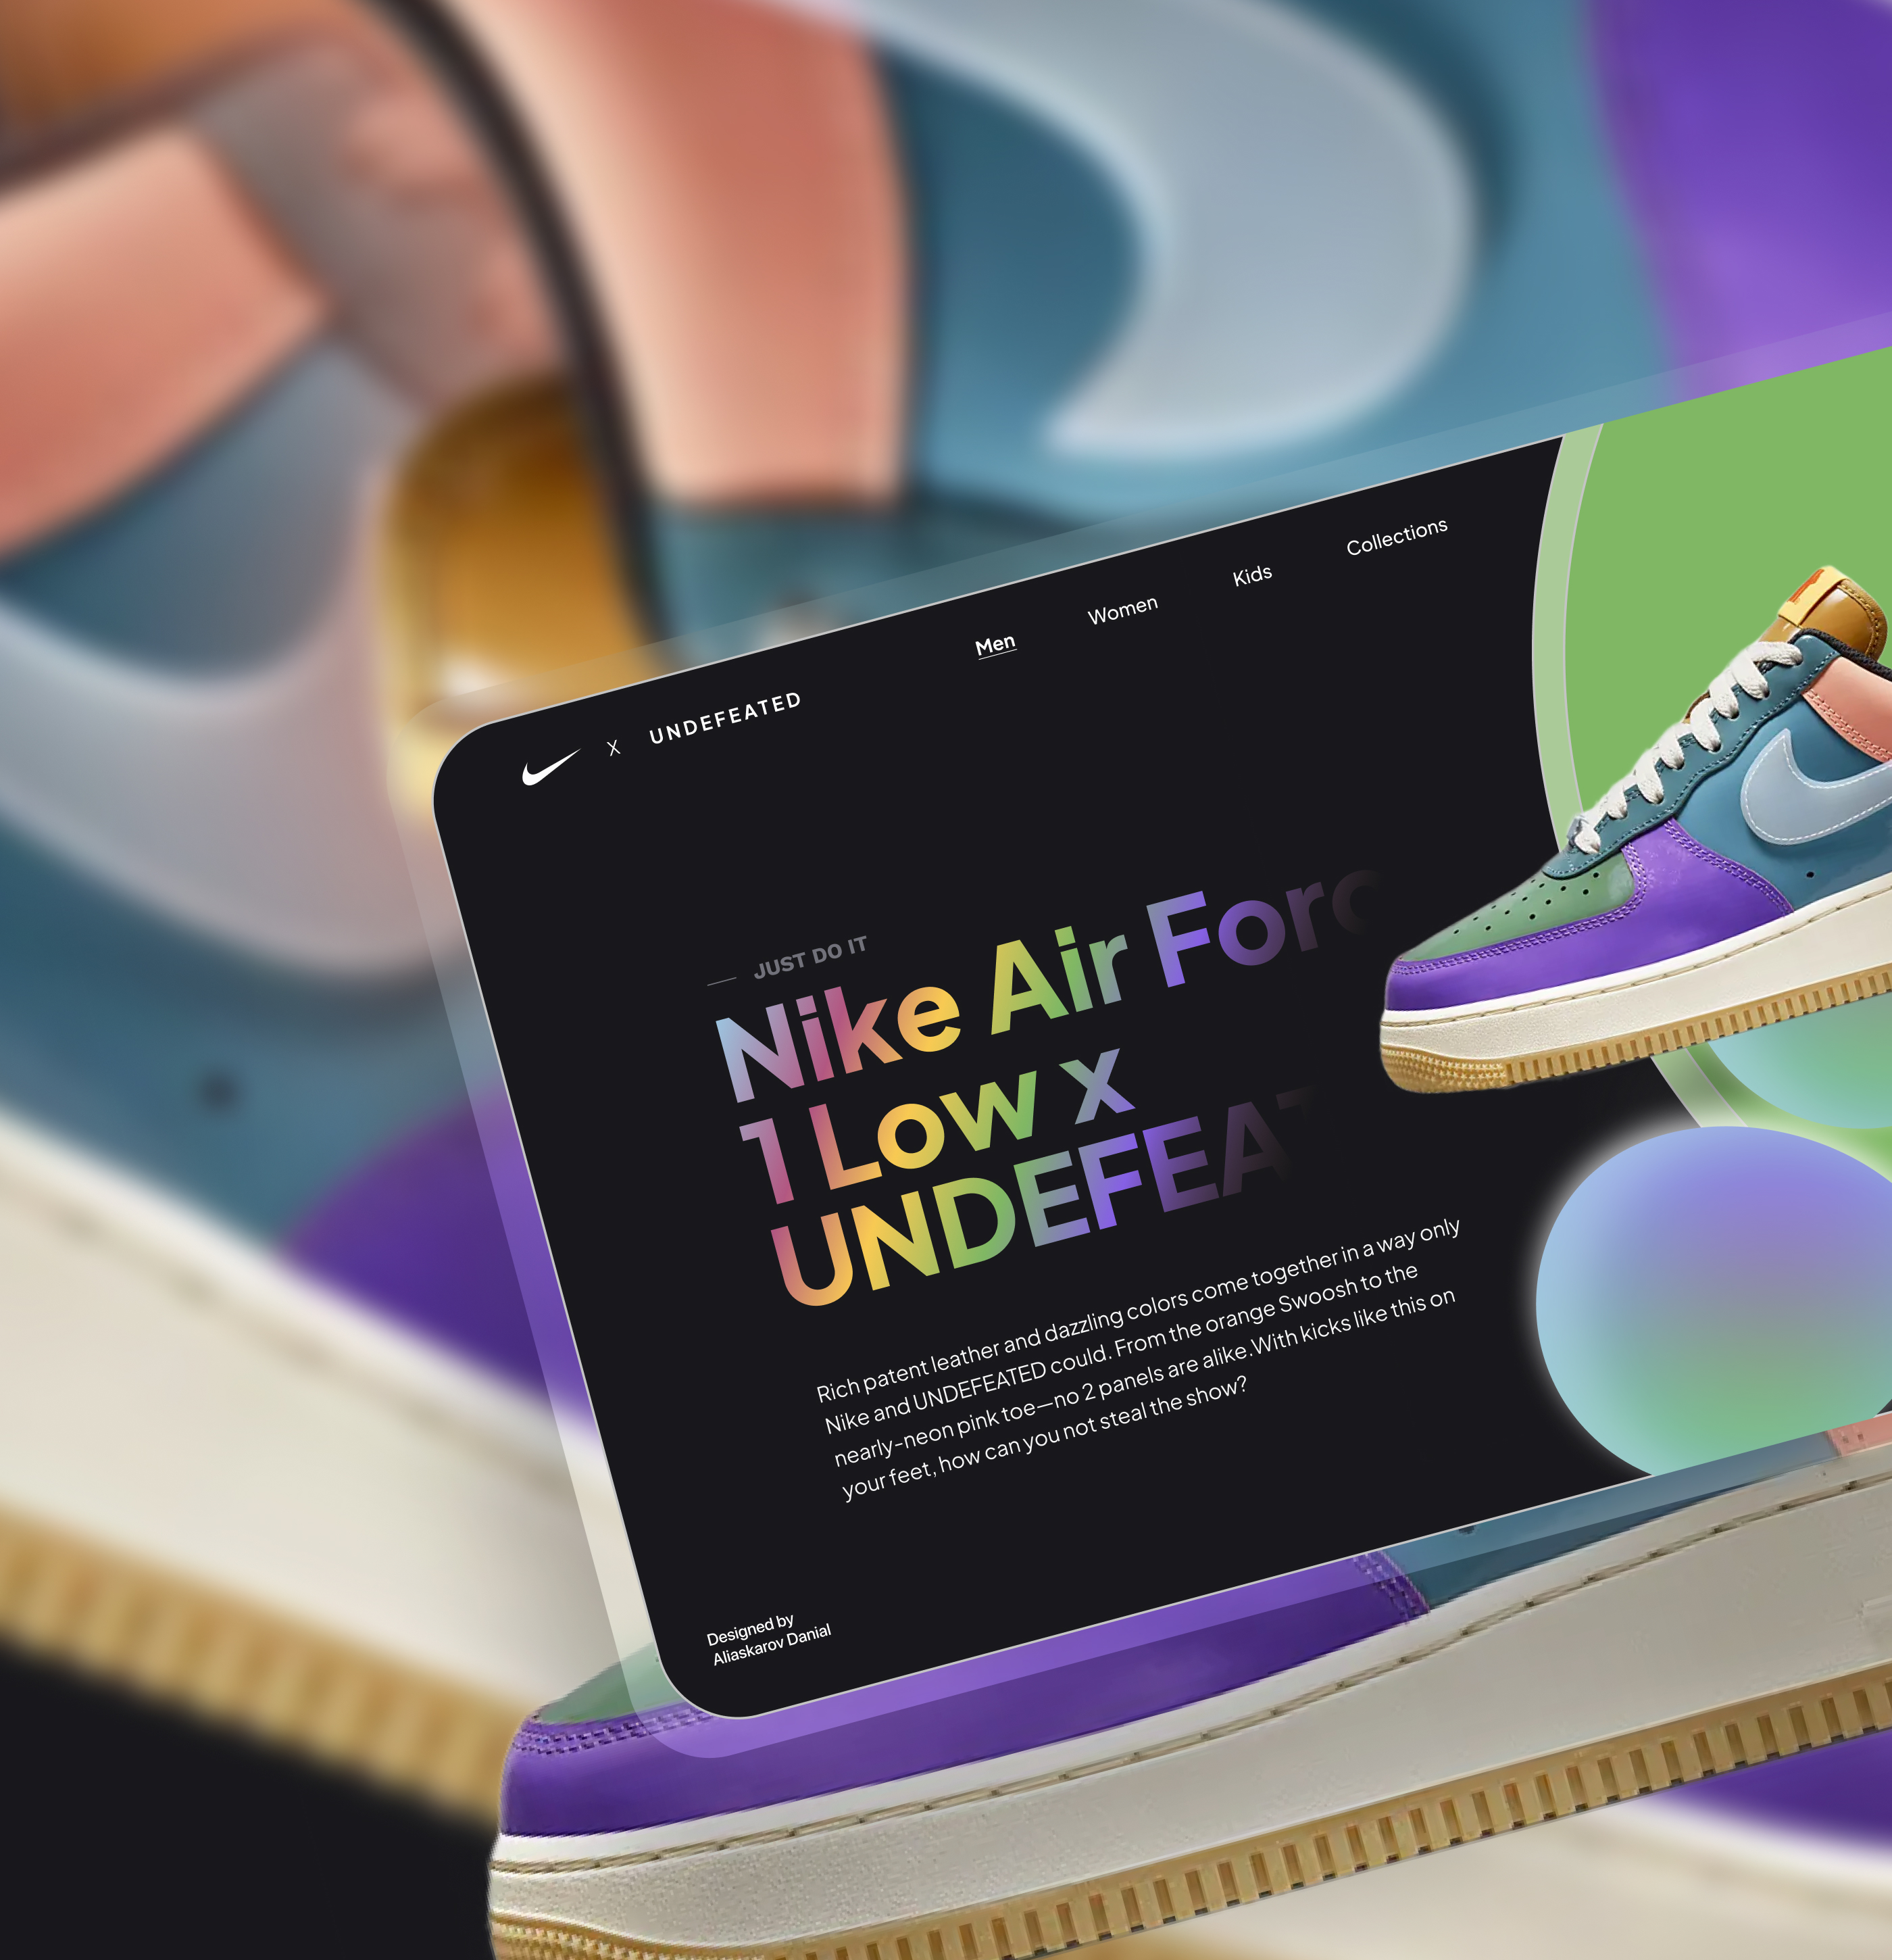 X UNDEFEATED
Men
Women
Kids
Collections
JUST DO IT
Nike Air Forc
1 Low x
UNDEFEAT
Rich patent leather and dazzling colors come together in a way only
Nike and UNDEFEATED could. From the orange Swoosh to the
nearly-neon pink toe—no 2 panels are alike.With kicks like this on
your feet, how can you not steal the show?
Designed by
Aliaskarov Danial